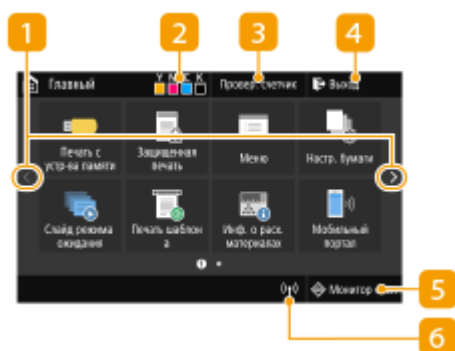 1
2
3
4
Главный
Y M C K
Провер. счетчик
Выход
Печать с
устр-ва памяти
Защищенная
печать
Меню
Настр. бумаги
Слайд режима
ожидания
Печать шаблон
а
Инф. о расх.
материалах
Мобильный
портал
Монитор
5
6